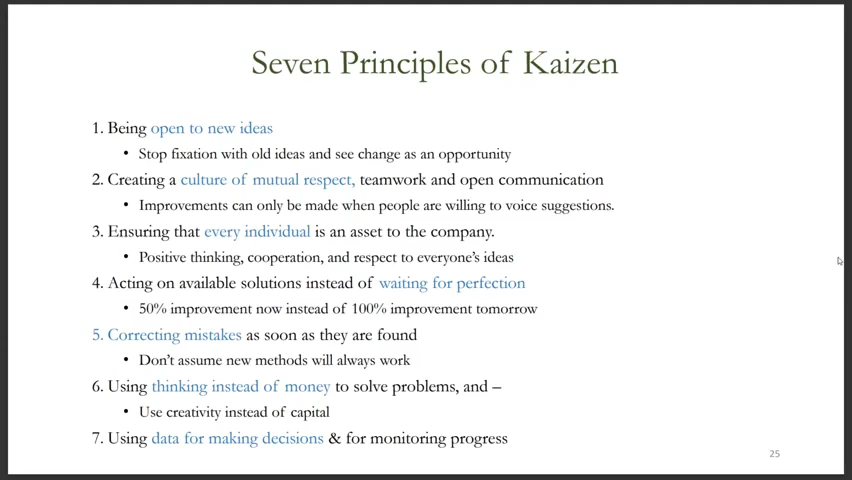 Seven Principles of Kaizen
1. Being open to new ideas
• Stop fixation with old ideas and see change as an opportunity
2. Creating a culture of mutual respect, teamwork and open communication
• Improvements can only be made when people are willing to voice suggestions.
3. Ensuring that every individual is an asset to the company.
• Positive thinking, cooperation, and respect to everyone's ideas
4. Acting on available solutions instead of waiting for perfection
• 50% improvement now instead of 100% improvement tomorrow
5. Correcting mistakes as soon as they are found
• Don't assume new methods will always work
6. Using thinking instead of money to solve problems, and –
• Use creativity instead of capital
7. Using data for making decisions & for monitoring progress
25